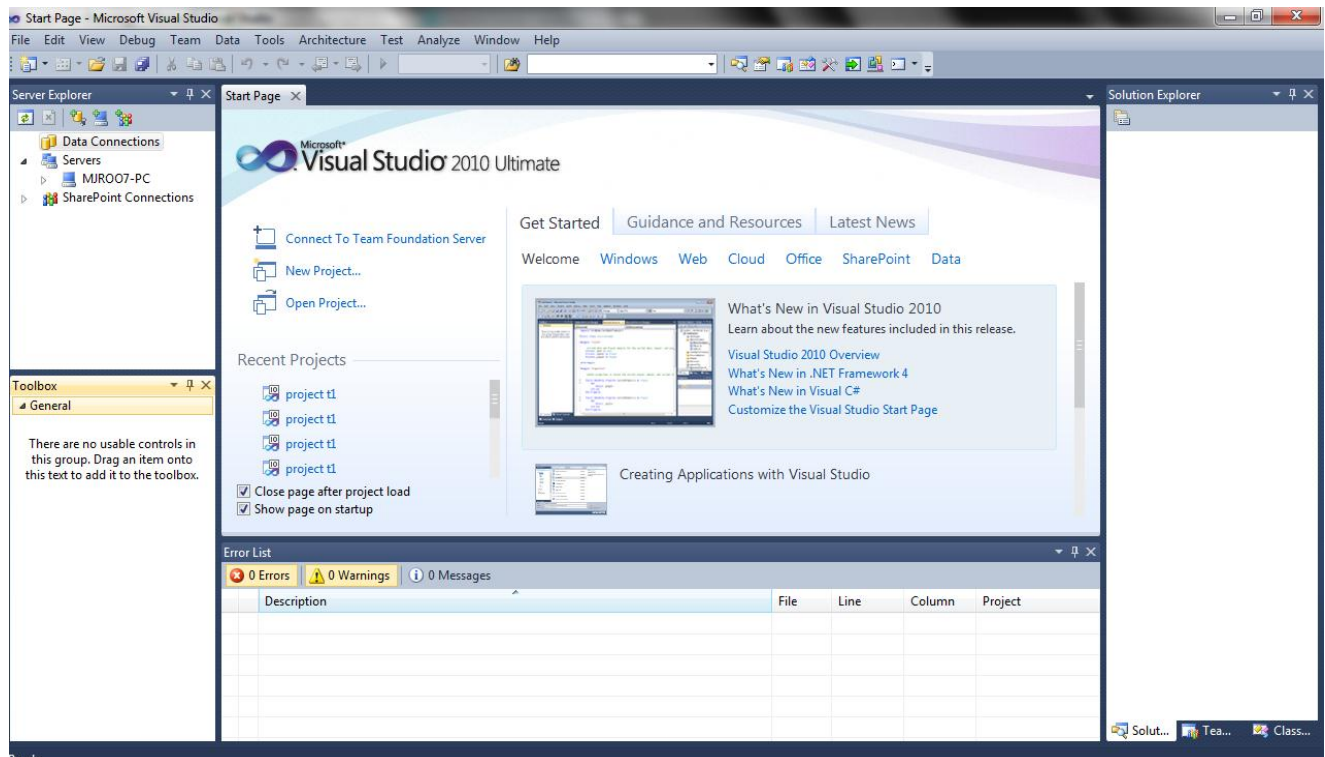 Start Page - Microsoft Visual Studio
File Edit View Debug Team Data Tools Architecture Test Analyze Window Help
Server Explorer
Data Connections
Servers
MJROO7-PC
SharePoint Connections
Toolbox
General
There are no usable controls in
this group. Drag an item onto
this text to add it to the toolbox.
Start Page
Microsoft®
Visual Studio® 2010 Ultimate
Connect To Team Foundation Server
New Project...
Open Project...
Recent Projects
project t1
project t1
project t1
project t1
Close page after project load
Show page on startup
Get Started Guidance and Resources Latest News
Welcome Windows Web Cloud Office SharePoint Data
What's New in Visual Studio 2010
Learn about the new features included in this release.
Visual Studio 2010 Overview
What's New in .NET Framework 4
What's New in Visual C#
Customize the Visual Studio Start Page
Creating Applications with Visual Studio
Error List
0 Errors 0 Warnings 0 Messages
Description File Line Column Project
Solution Explorer
Solut... Tea... Class...